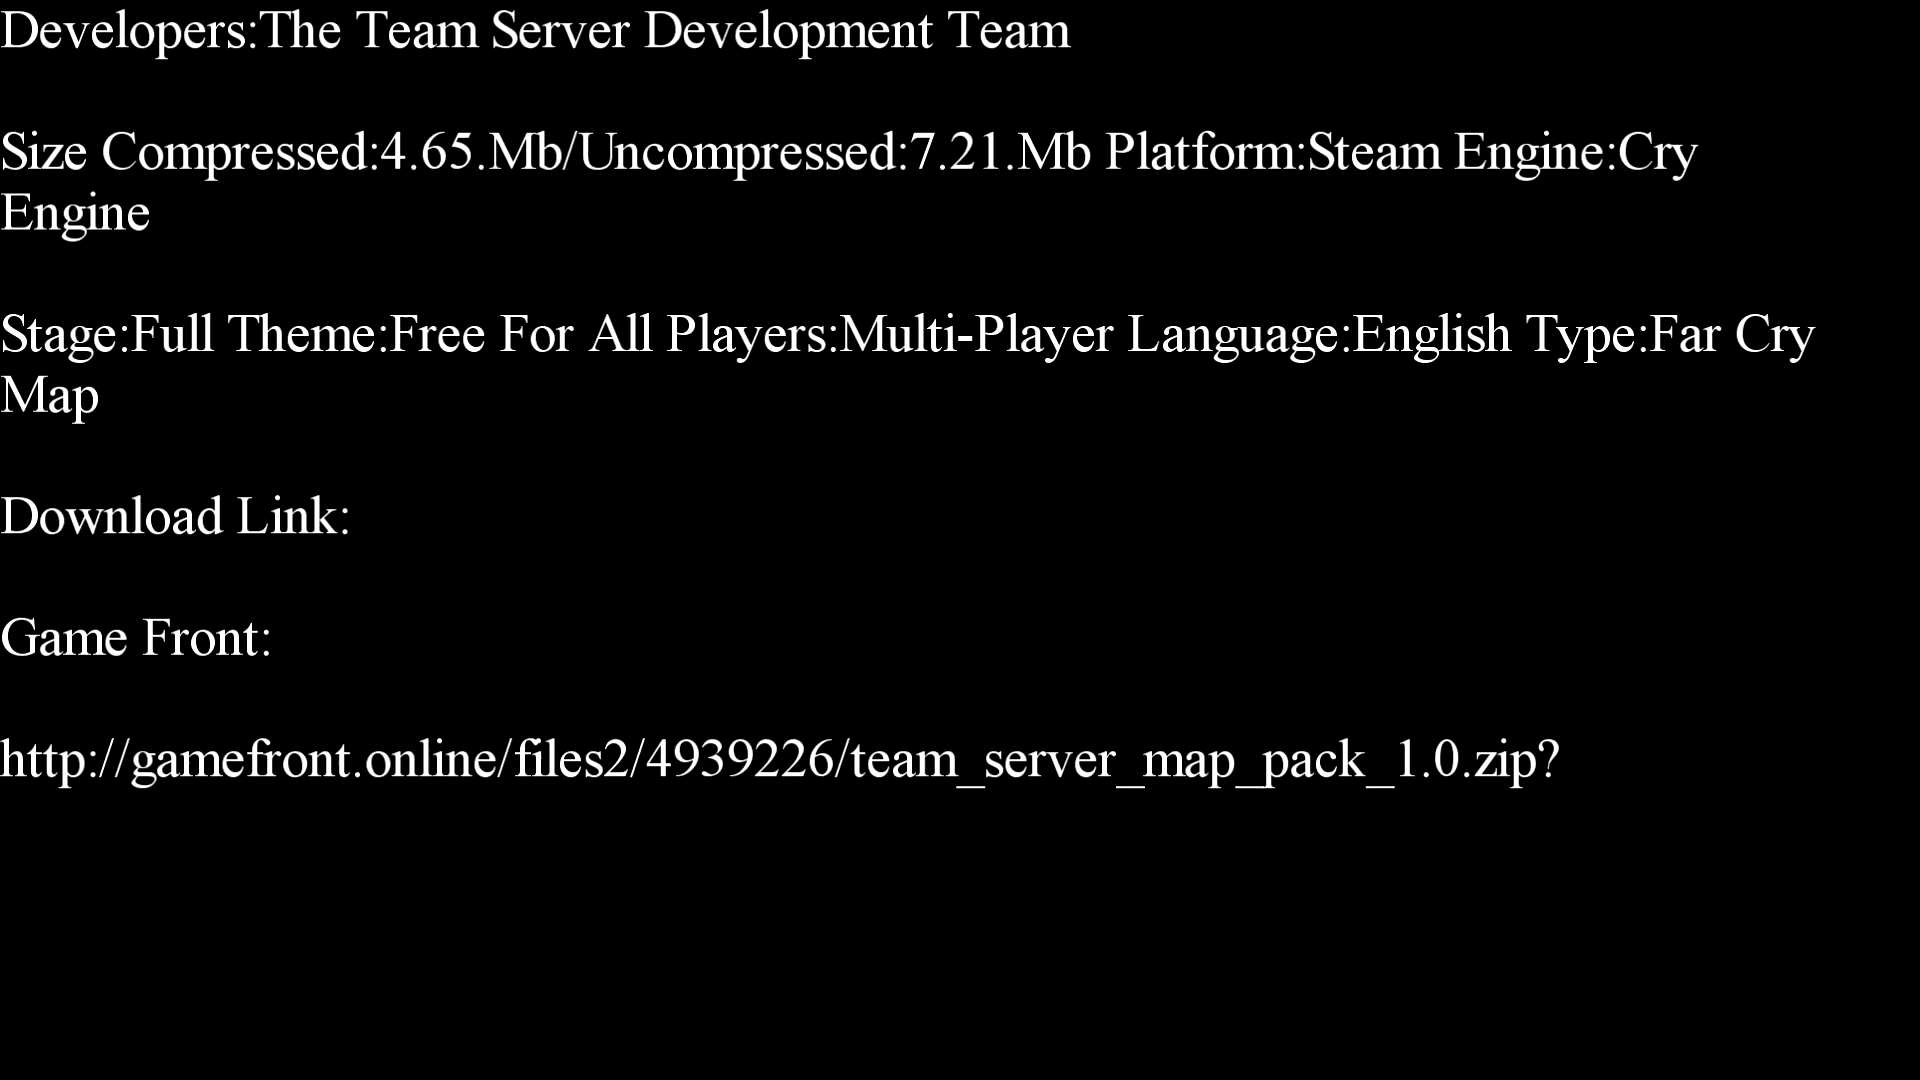 Developers:The Team Server Development Team
Size Compressed:4.65.Mb/Uncompressed:7.21.Mb Platform:Steam Engine:Cry
Engine
Stage:Full Theme:Free For All Players:Multi-Player Language:English Type:Far Cry
Map
Download Link:
Game Front:
http://gamefront.online/files2/4939226/team_server_map_pack_1.0.zip?